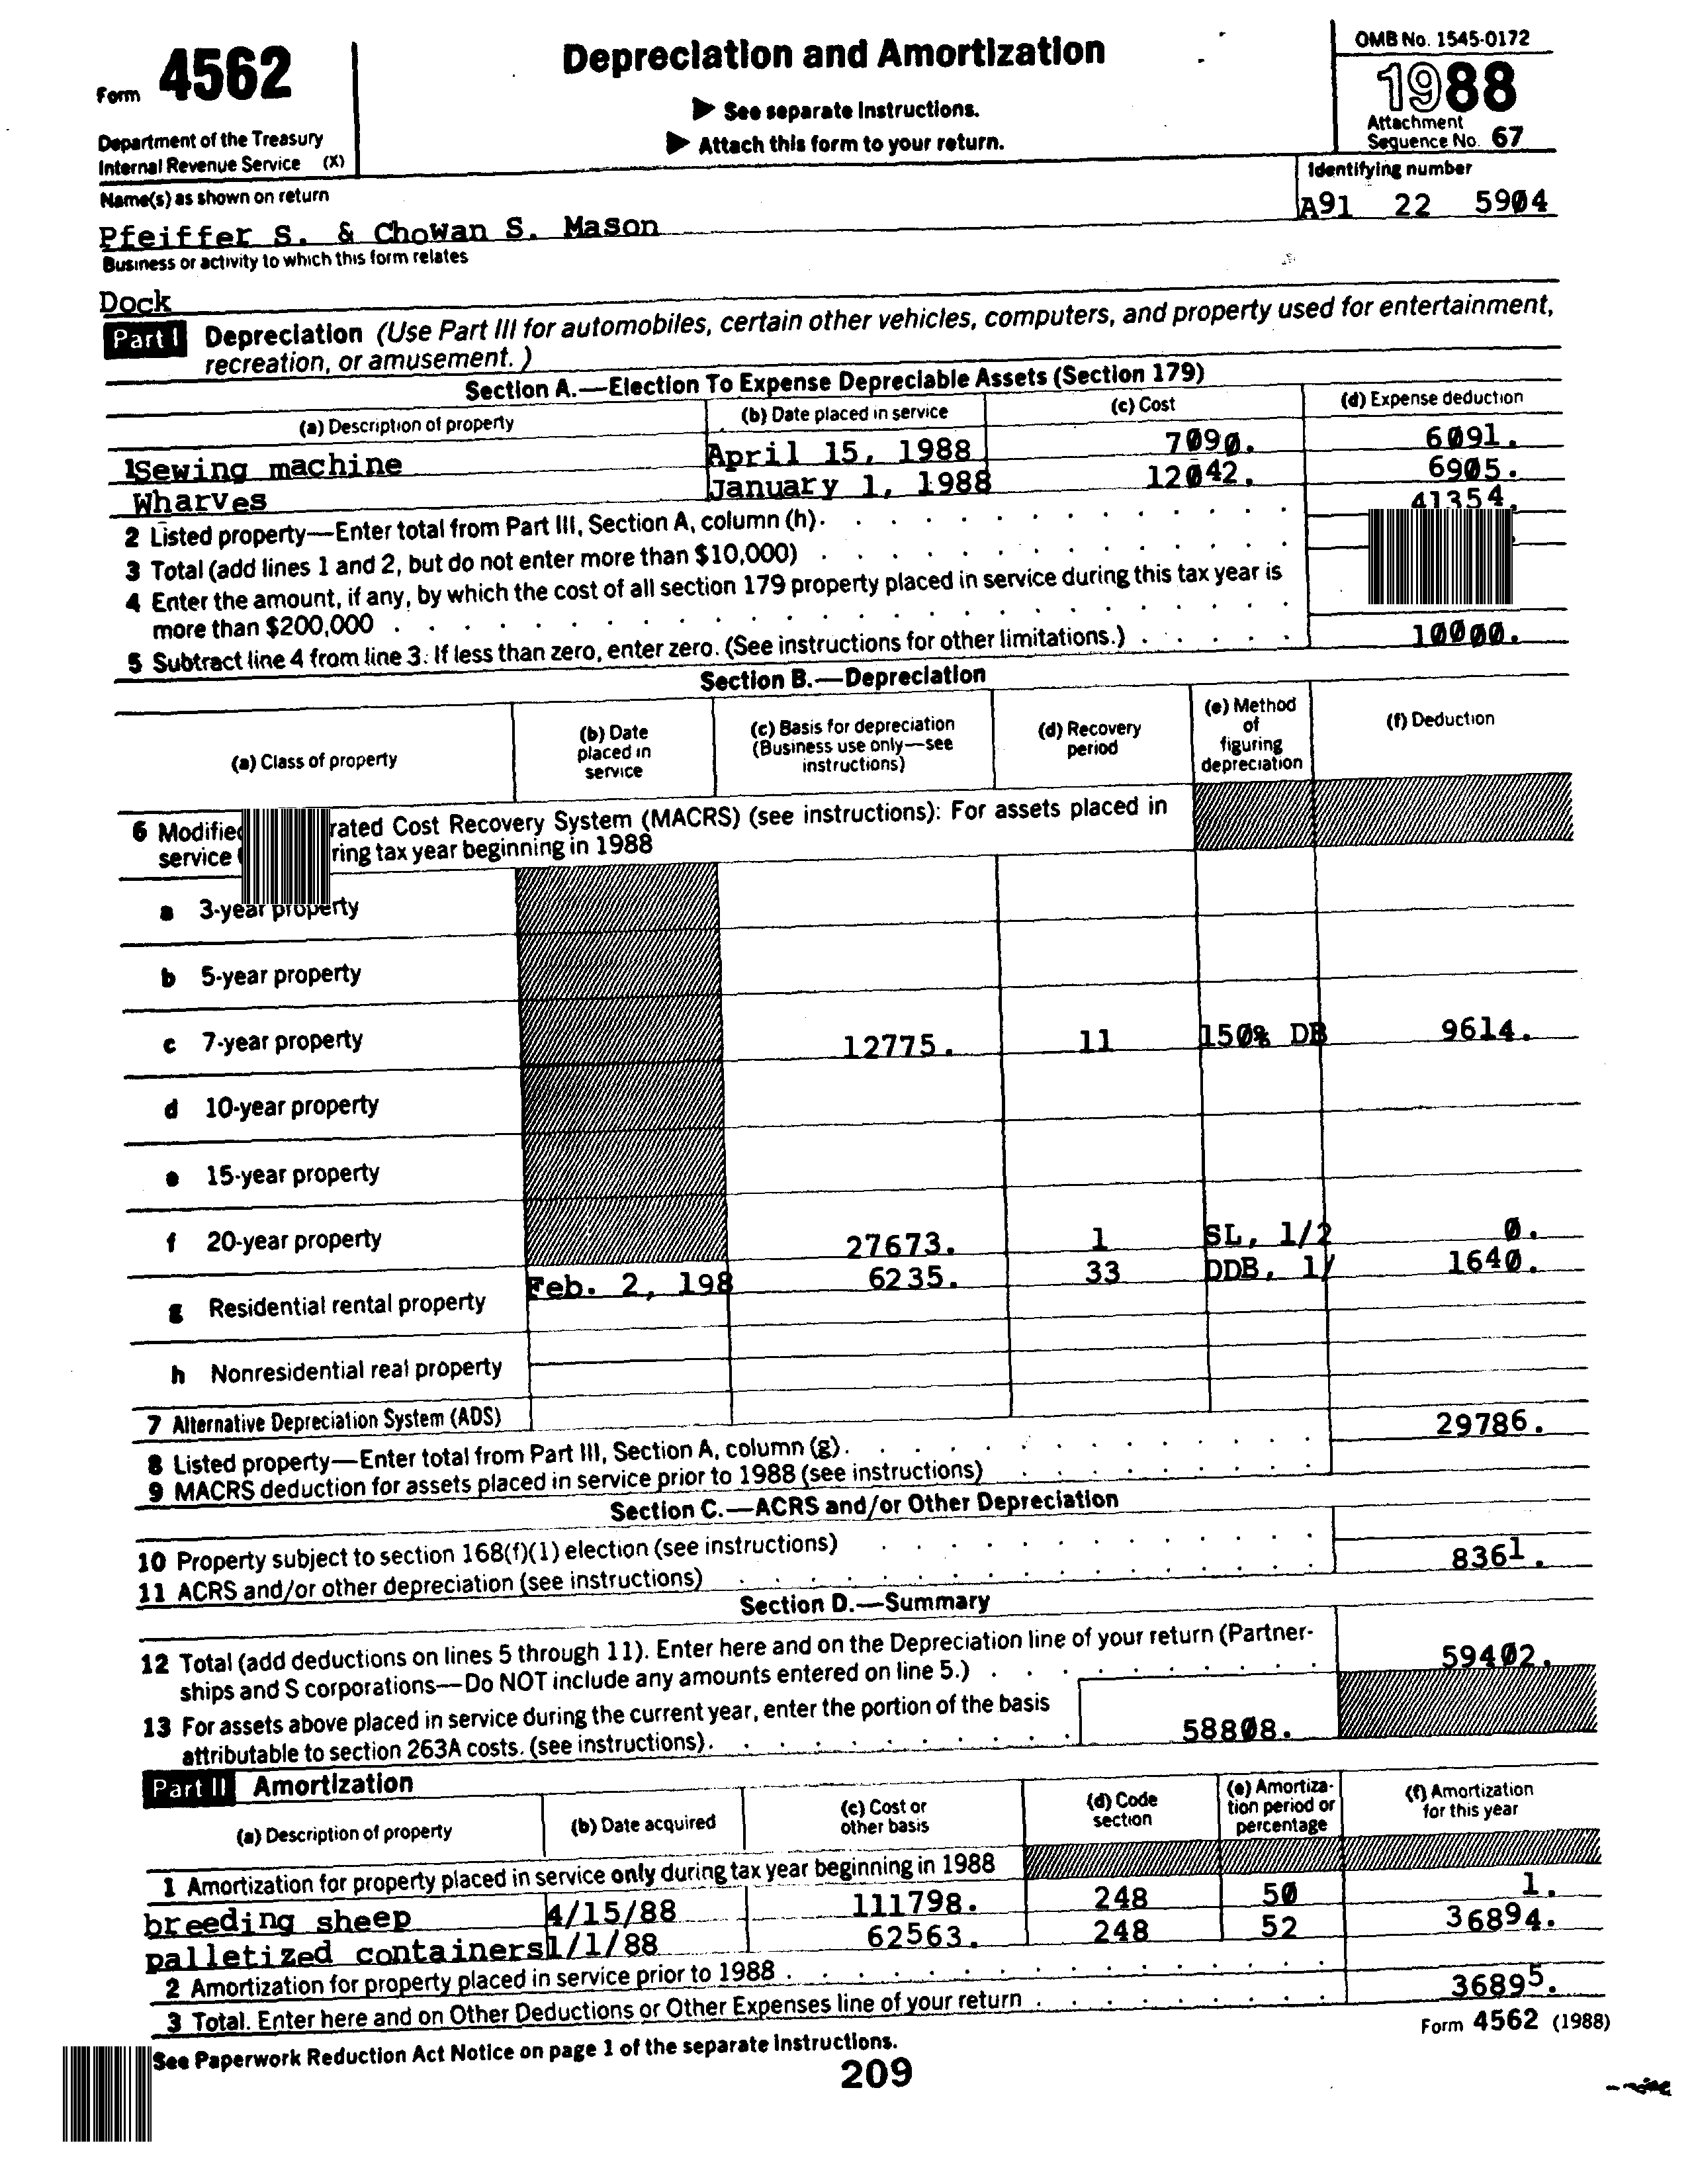 Form 4562
Department of the Treasury
Internal Revenue Service (X)
Depreciation and Amortization
▶ See separate Instructions.
▶ Attach this form to your return.
OMB No. 1545-0172
1988
Attachment
Sequence No. 67
Name(s) as shown on return
Identifying number
Pfeiffer S. & Chowan S. Mason
A91 22 5904
Business or activity to which this form relates
Dock
Part I Depreciation (Use Part III for automobiles, certain other vehicles, computers, and property used for entertainment,
recreation, or amusement.)
Section A.—Election To Expense Depreciable Assets (Section 179)
(a) Description of property (b) Date placed in service (c) Cost (d) Expense deduction
1 Sewing machine April 15, 1988 7090. 6091.
Wharves January 1, 1988 12042. 6905.
2 Listed property—Enter total from Part III, Section A, column (h). 41354.
3 Total (add lines 1 and 2, but do not enter more than $10,000)
4 Enter the amount, if any, by which the cost of all section 179 property placed in service during this tax year is
more than $200,000
5 Subtract line 4 from line 3. If less than zero, enter zero. (See instructions for other limitations.) 10000.
Section B.—Depreciation
(a) Class of property
(b) Date
placed in
service
(c) Basis for depreciation
(Business use only—see
instructions)
(d) Recovery
period
(e) Method
of
figuring
depreciation
(f) Deduction
6 Modified rated Cost Recovery System (MACRS) (see instructions): For assets placed in
service ring tax year beginning in 1988
a 3-year property
b 5-year property
c 7-year property 12775. 11 150% DB 9614.
d 10-year property
e 15-year property
f 20-year property 27673. 1 SL, 1/2 0.
g Residential rental property Feb. 2, 198 6235. 33 DDB, 1/ 1640.
h Nonresidential real property
7 Alternative Depreciation System (ADS)
8 Listed property—Enter total from Part III, Section A, column (g). 29786.
9 MACRS deduction for assets placed in service prior to 1988 (see instructions)
Section C.—ACRS and/or Other Depreciation
10 Property subject to section 168(f)(1) election (see instructions)
11 ACRS and/or other depreciation (see instructions) 8361.
Section D.—Summary
12 Total (add deductions on lines 5 through 11). Enter here and on the Depreciation line of your return (Partner-
ships and S corporations—Do NOT include any amounts entered on line 5.) 59402.
13 For assets above placed in service during the current year, enter the portion of the basis
attributable to section 263A costs. (see instructions). 58808.
Part II Amortization
(a) Description of property
(b) Date acquired
(c) Cost or
other basis
(d) Code
section
(e) Amortiza-
tion period or
percentage
(f) Amortization
for this year
1 Amortization for property placed in service only during tax year beginning in 1988
breeding sheep 4/15/88 111798. 248 50 1.
palletized containers 1/1/88 62563. 248 52 36894.
2 Amortization for property placed in service prior to 1988
3 Total. Enter here and on Other Deductions or Other Expenses line of your return 36895.
See Paperwork Reduction Act Notice on page 1 of the separate Instructions.
Form 4562 (1988)
209